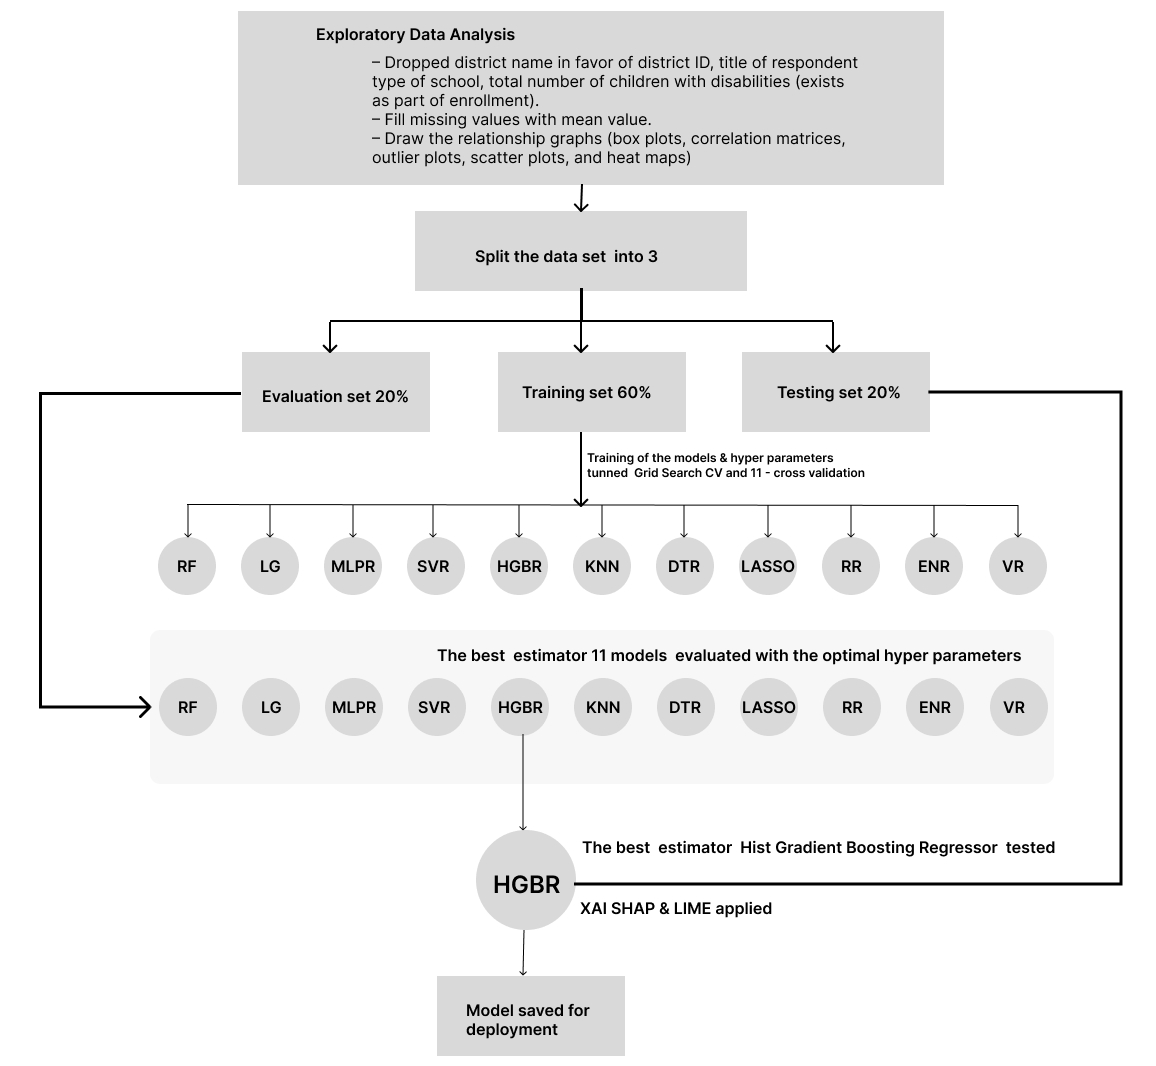 Exploratory Data Analysis
– Dropped district name in favor of district ID, title of respondent
type of school, total number of children with disabilities (exists
as part of enrollment).
– Fill missing values with mean value.
– Draw the relationship graphs (box plots, correlation matrices,
outlier plots, scatter plots, and heat maps)
Split the data set  into 3
Evaluation set 20%
Training set 60%
Testing set 20%
Training of the models & hyper parameters
tunned  Grid Search CV and 11 - cross validation
RF
LG
MLPR
SVR
HGBR
KNN
DTR
LASSO
RR
ENR
VR
The best  estimator 11 models  evaluated with the optimal hyper parameters
RF
LG
MLPR
SVR
HGBR
KNN
DTR
LASSO
RR
ENR
VR
The best  estimator  Hist Gradient Boosting Regressor  tested
HGBR
XAI SHAP & LIME applied
Model saved for
deployment